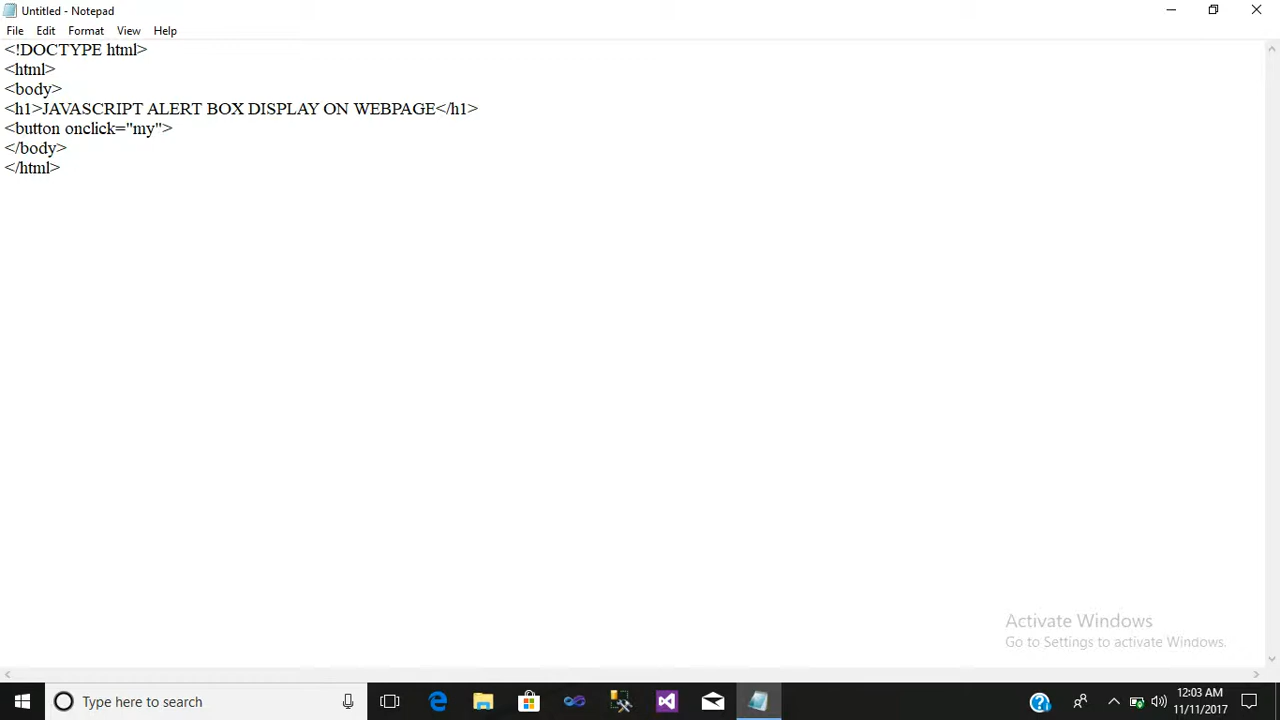 Untitled - Notepad
File Edit Format View Help
<!DOCTYPE html>
<html>
<body>
<h1>JAVASCRIPT ALERT BOX DISPLAY ON WEBPAGE</h1>
<button onclick="my">
</body>
</html>
Activate Windows
Go to Settings to activate Windows.
Type here to search
12:03 AM
11/11/2017